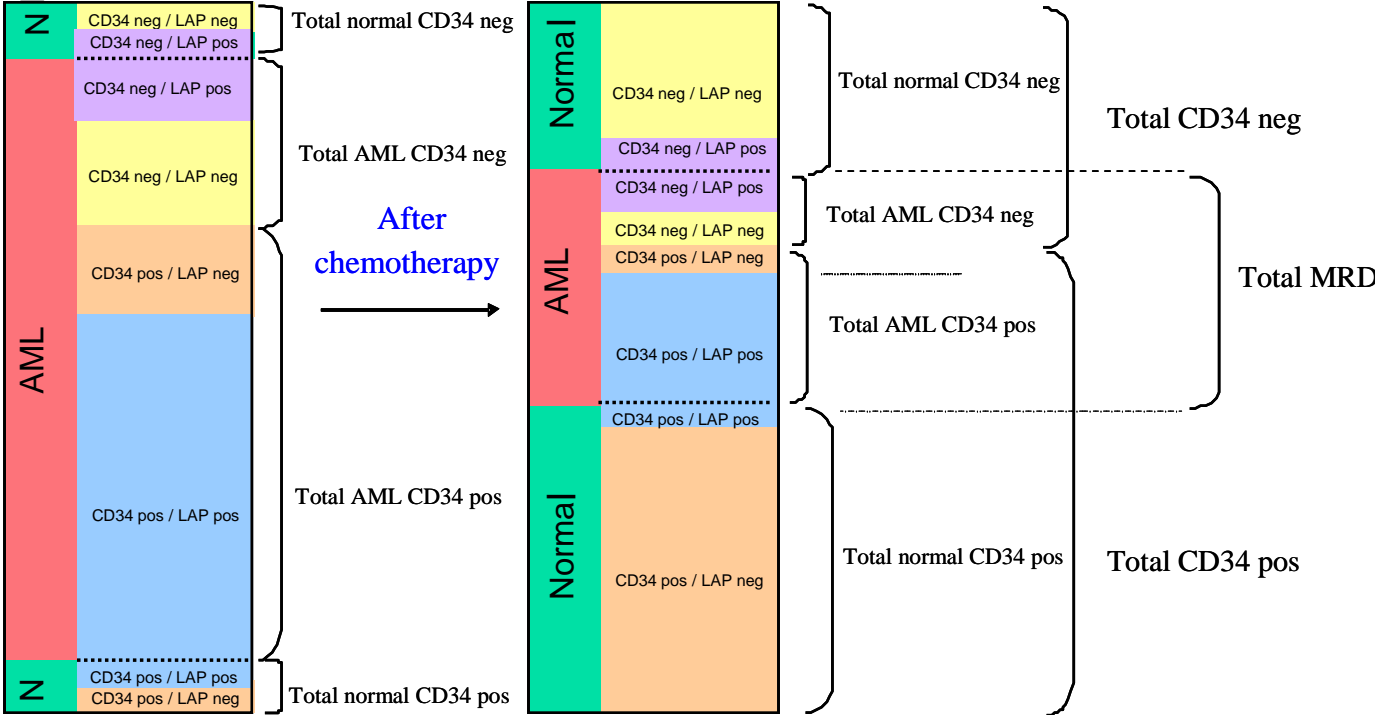 N
CD34 neg / LAP neg
CD34 neg / LAP pos
Total normal CD34 neg
AML
CD34 neg / LAP pos
CD34 neg / LAP neg
Total AML CD34 neg
CD34 pos / LAP neg
CD34 pos / LAP pos
Total AML CD34 pos
N
CD34 pos / LAP pos
CD34 pos / LAP neg
Total normal CD34 pos
After
chemotherapy
Normal
CD34 neg / LAP neg
CD34 neg / LAP pos
Total normal CD34 neg
AML
CD34 neg / LAP pos
CD34 neg / LAP neg
Total AML CD34 neg
CD34 pos / LAP neg
CD34 pos / LAP pos
Total AML CD34 pos
Normal
CD34 pos / LAP pos
CD34 pos / LAP neg
Total normal CD34 pos
Total CD34 neg
Total MRD
Total CD34 pos